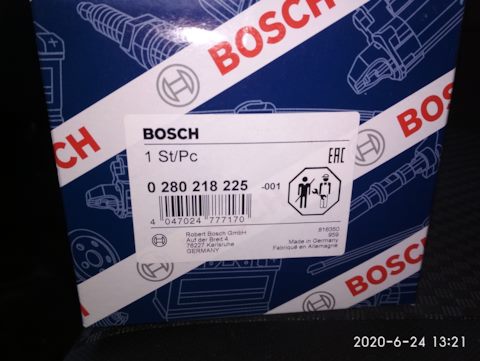 BOSCH
BOSCH
1 St/Pc
EAC
0 280 218 225 -001
4 047024 777170
Robert Bosch GmbH
Auf der Breit 4
76227 Karlsruhe
GERMANY
816350
959
Made in Germany
Fabriqué en Allemagne
BOSCH
2020-6-24 13:21